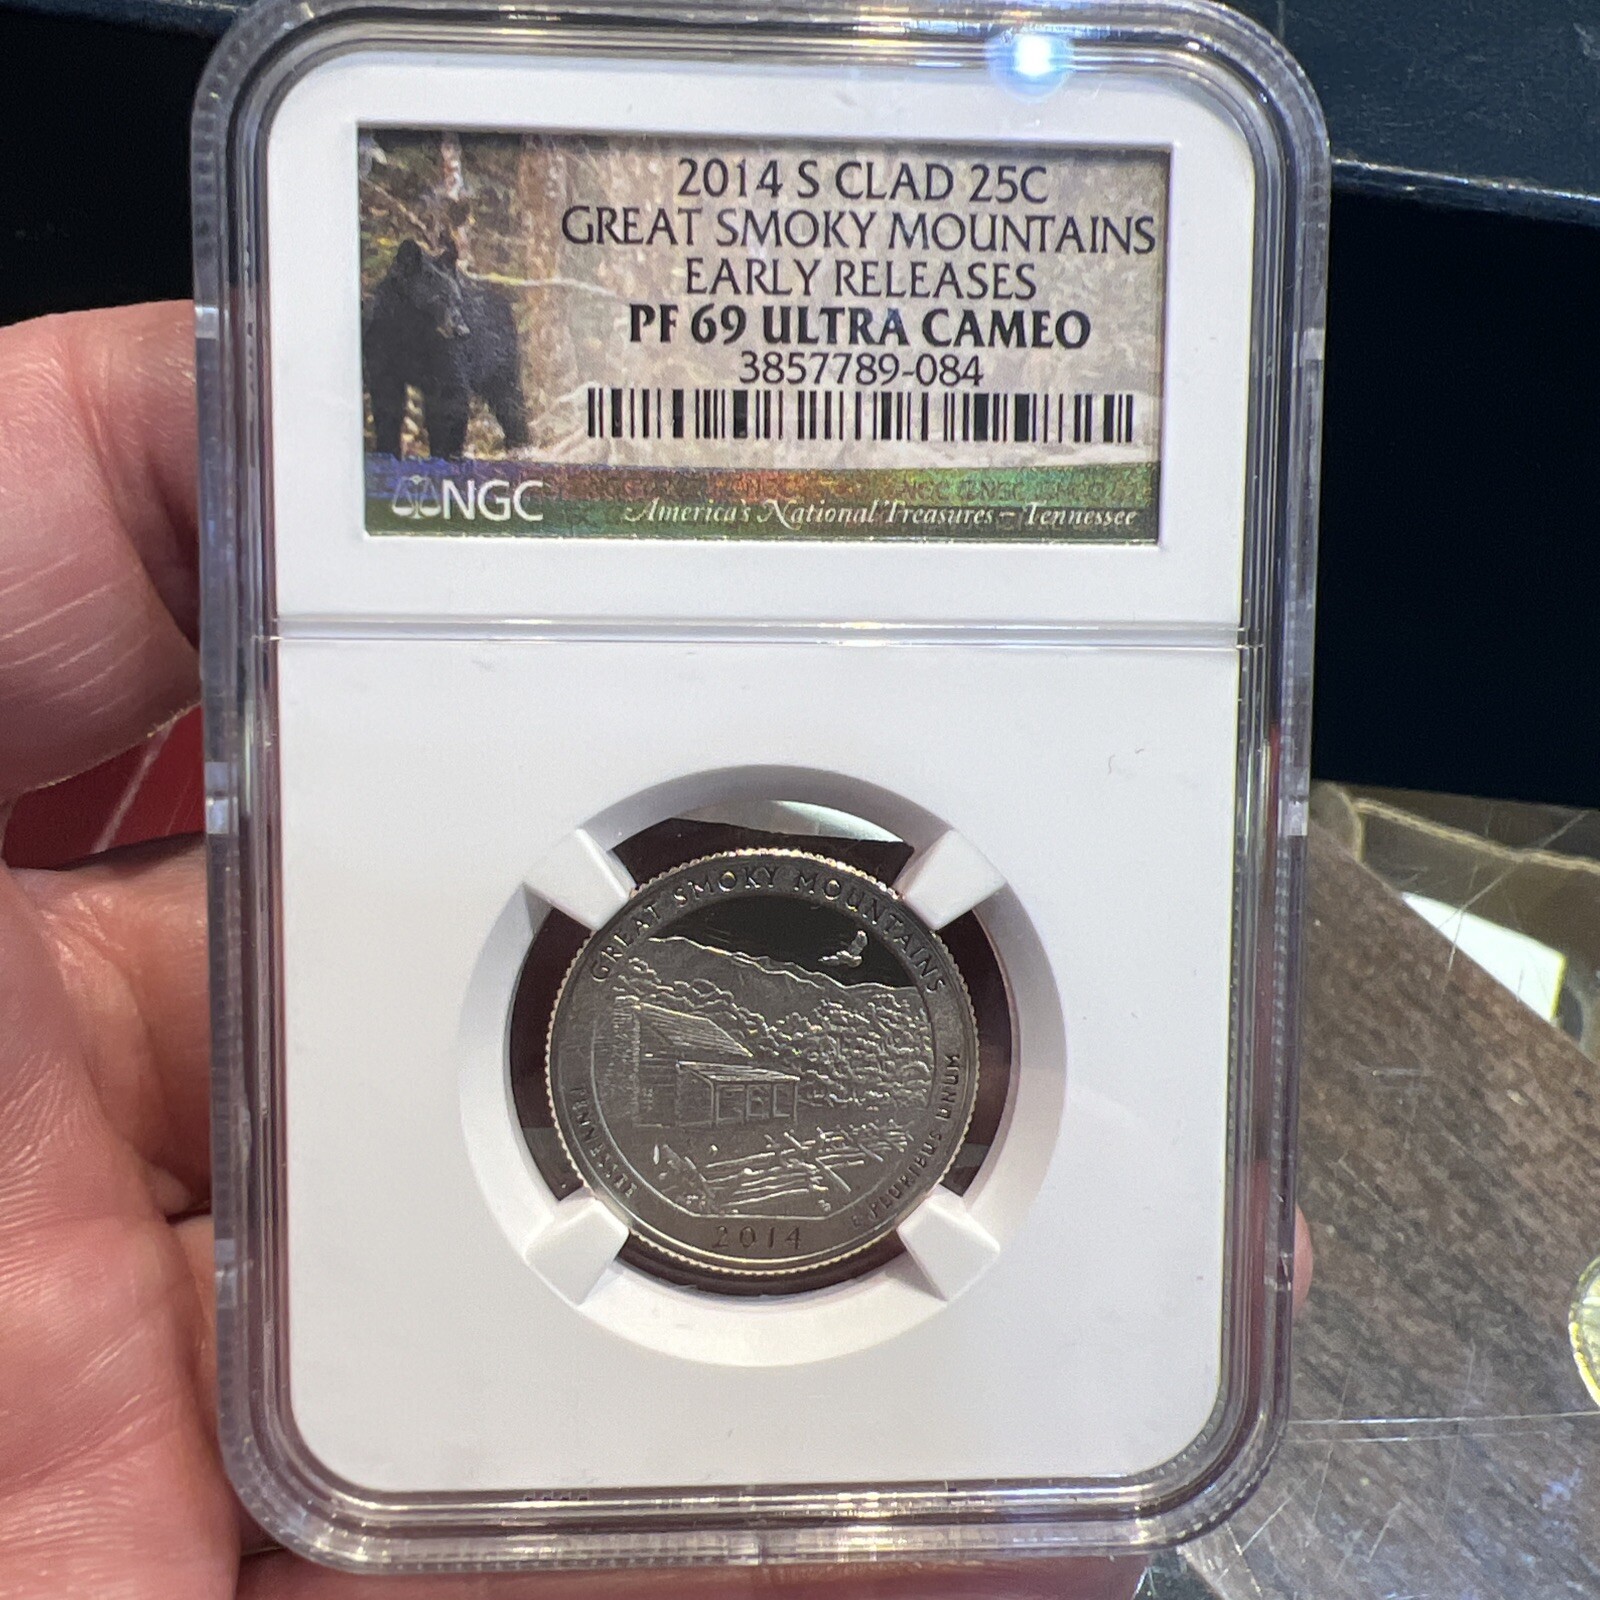 2014 S CLAD 25C
GREAT SMOKY MOUNTAINS
EARLY RELEASES
PF 69 ULTRA CAMEO
3857789-084
NGC
America's National Treasures – Tennessee
GREAT SMOKY MOUNTAINS
TENNESSEE
E PLURIBUS UNUM
2014